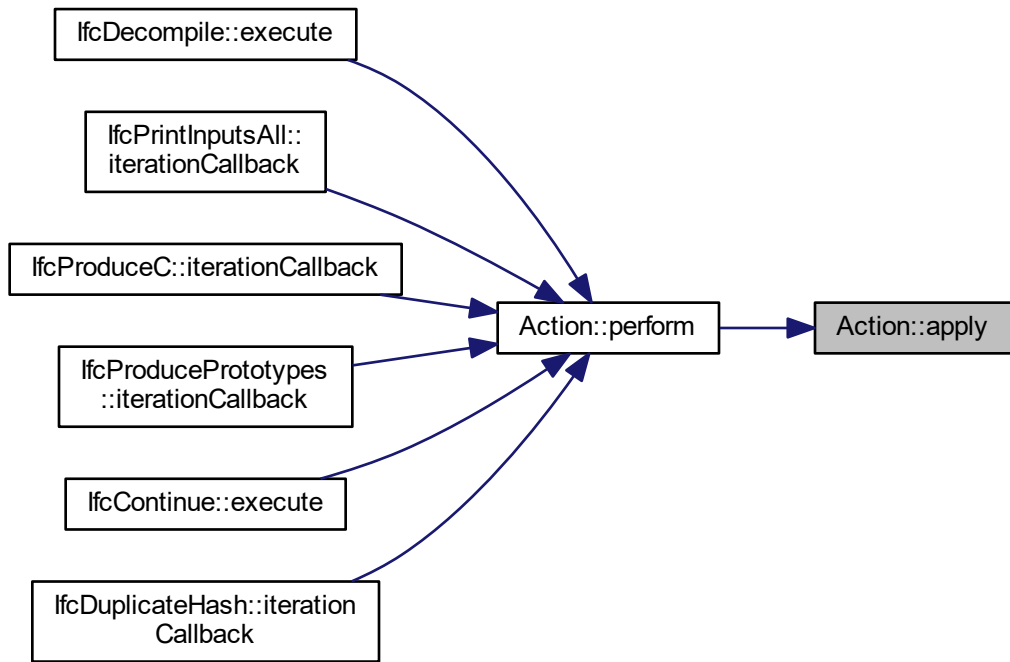 IfcDecompile::execute
IfcPrintInputsAll::
iterationCallback
IfcProduceC::iterationCallback
IfcProducePrototypes
::iterationCallback
IfcContinue::execute
IfcDuplicateHash::iteration
Callback
Action::perform
Action::apply